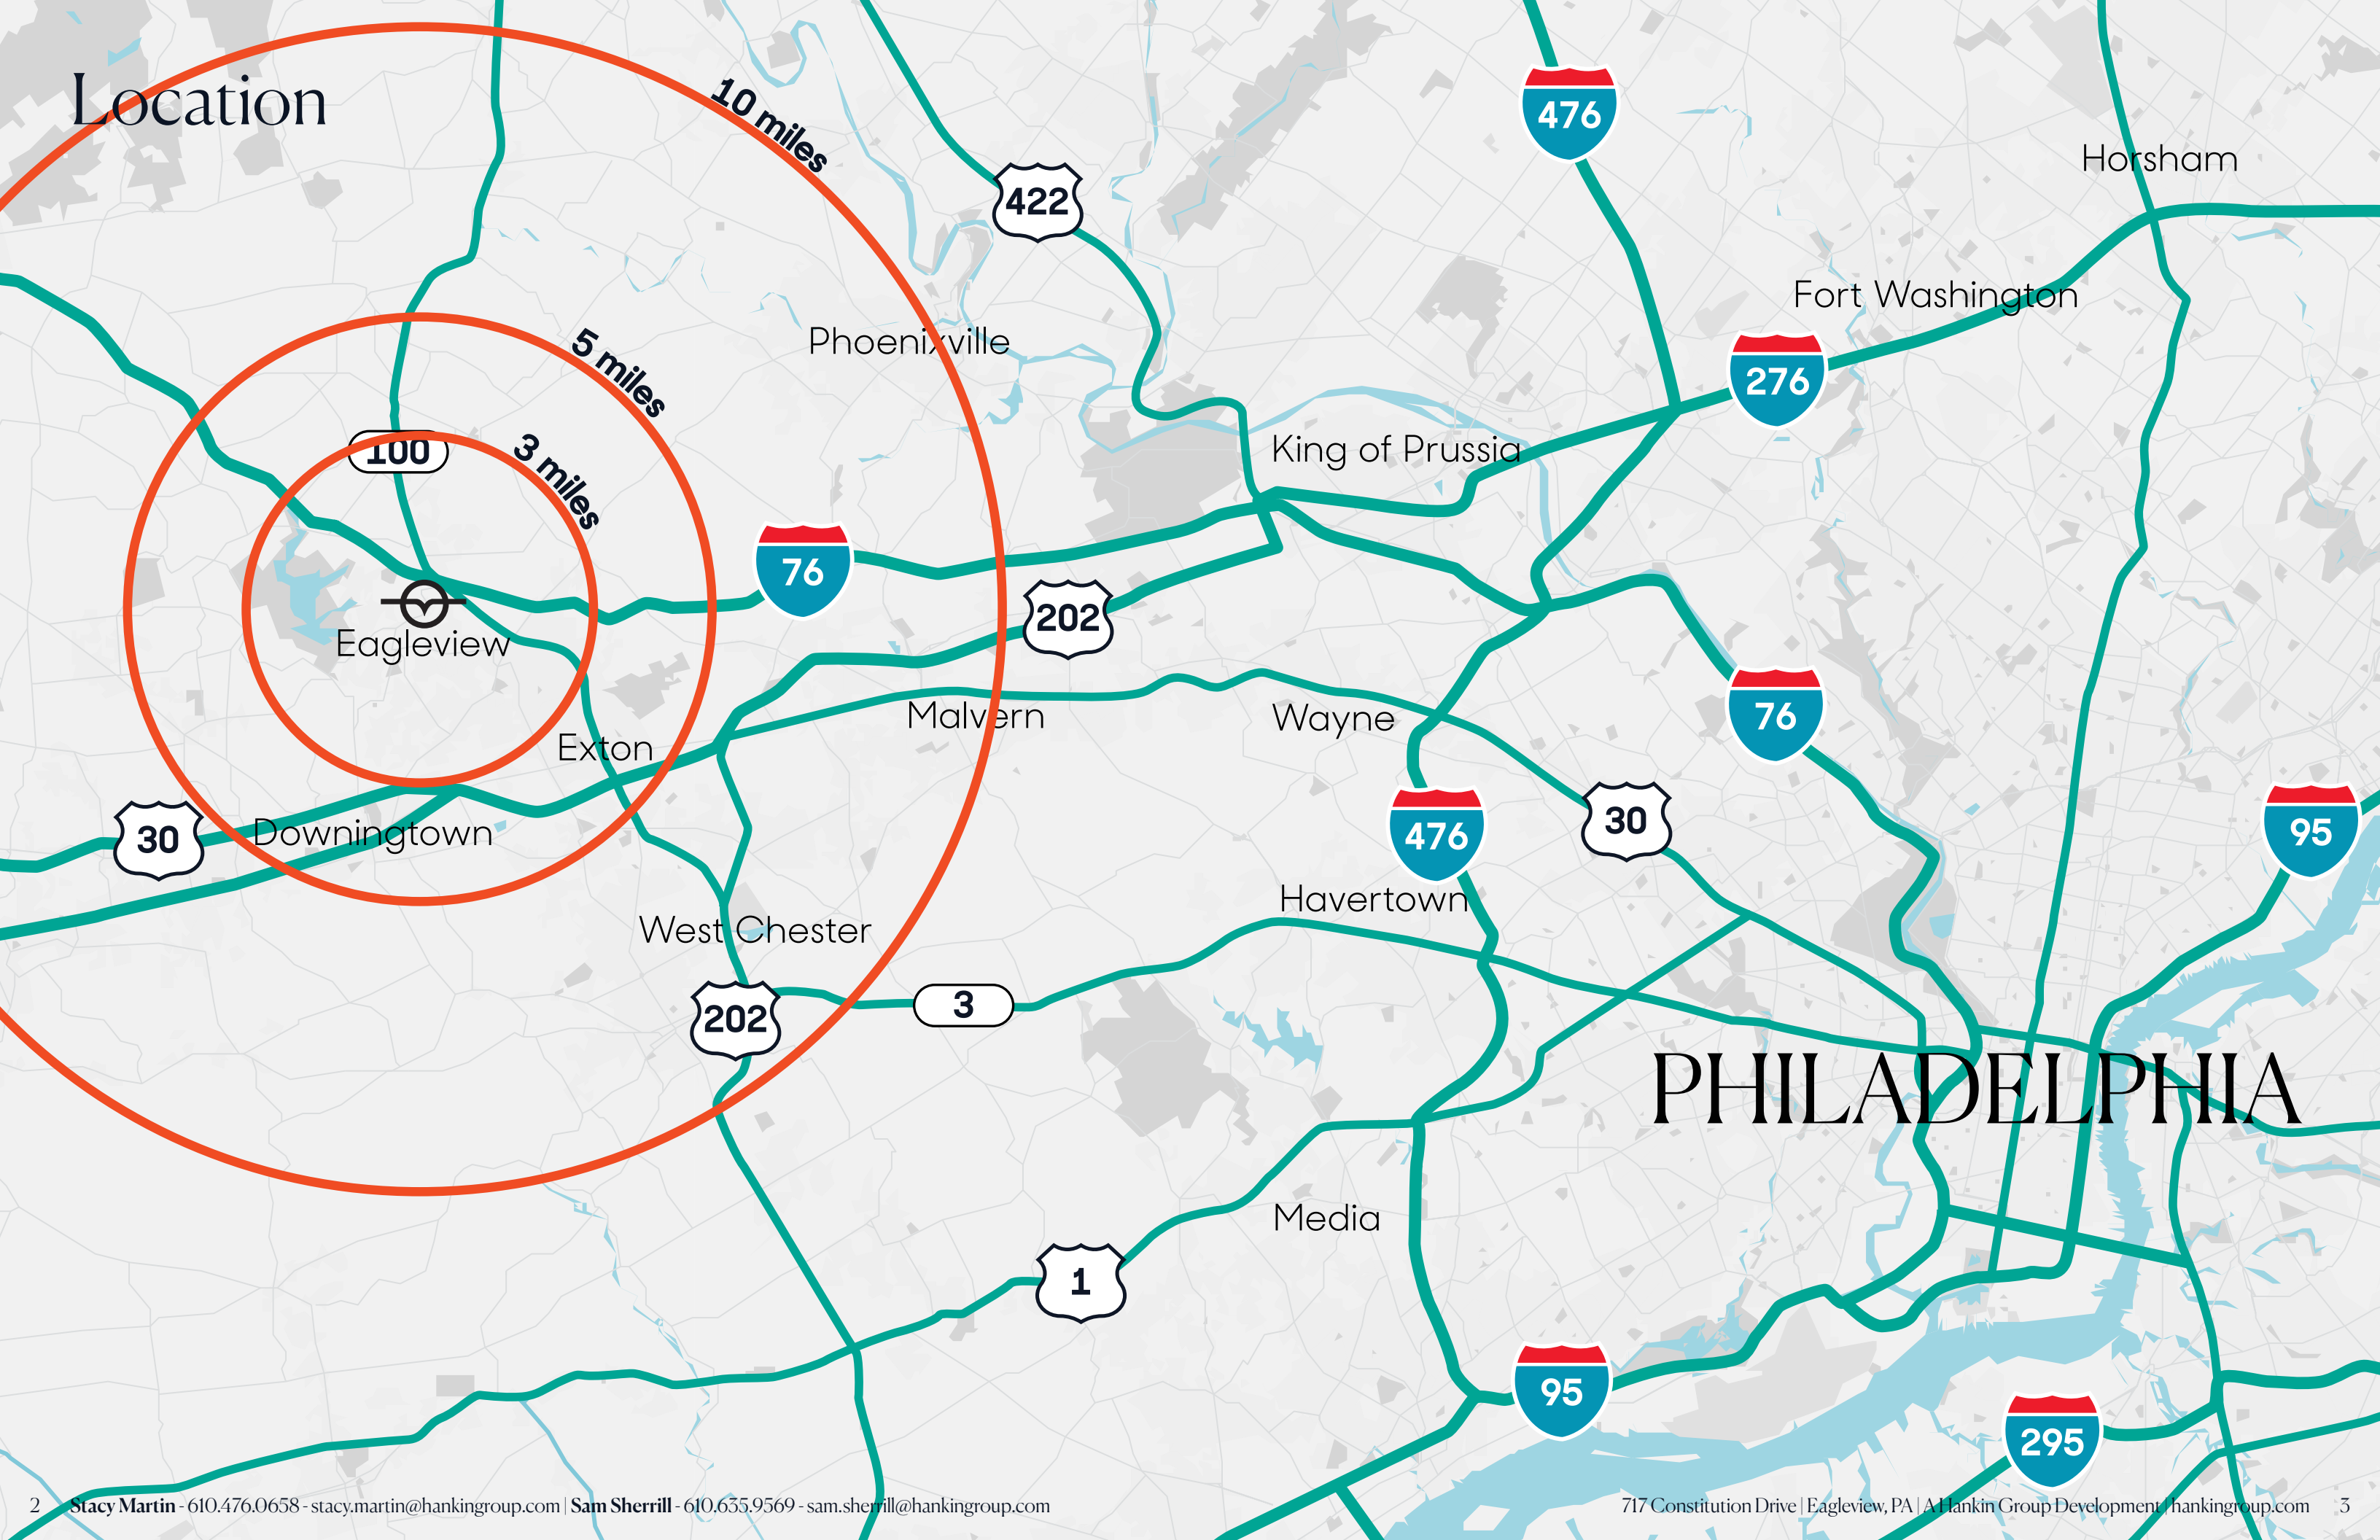 Location
10 miles
476
422
Horsham
Fort Washington
5 miles
Phoenixville
276
100
3 miles
King of Prussia
76
202
Eagleview
Malvern
Wayne
76
Exton
30
Downingtown
476
30
95
Havertown
West Chester
202
3
PHILADELPHIA
Media
1
95
295
2 Stacy Martin - 610.476.0658 - stacy.martin@hankingroup.com | Sam Sherrill - 610.635.9569 - sam.sherrill@hankingroup.com
717 Constitution Drive | Eagleview, PA | A Hankin Group Development | hankingroup.com 3